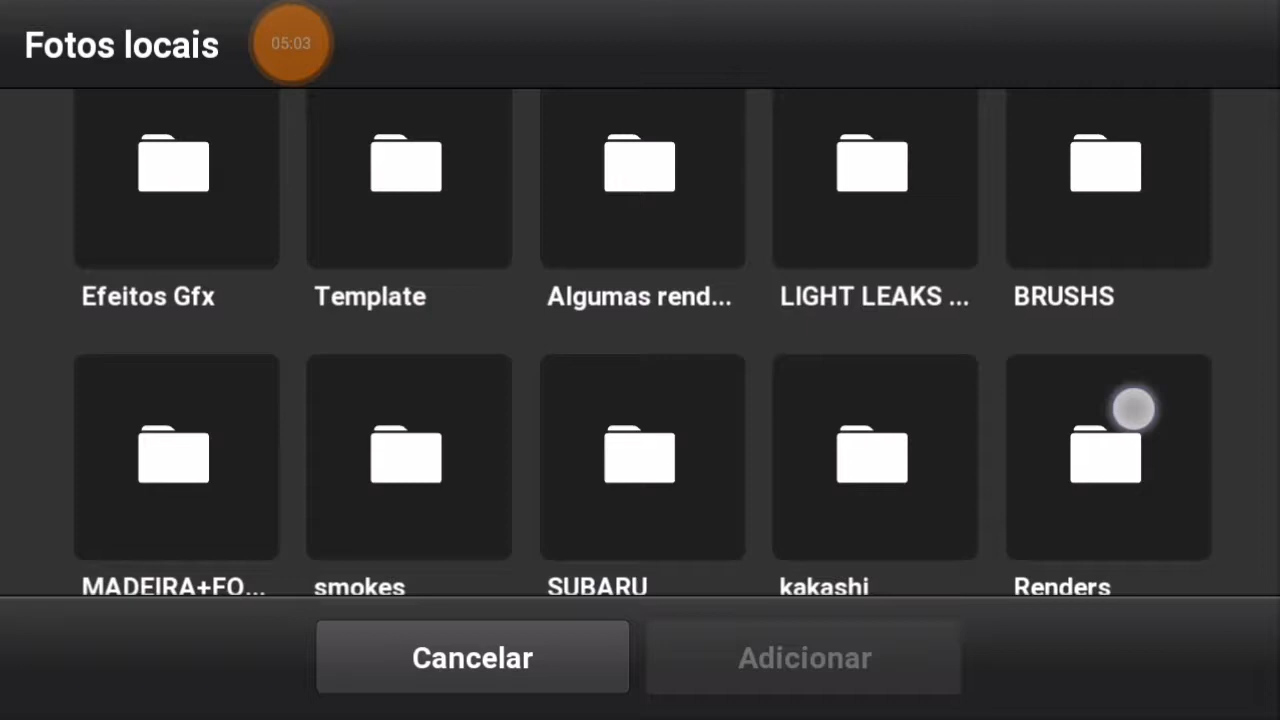 Fotos locais
05:03
Efeitos Gfx
Template
Algumas rend...
LIGHT LEAKS ...
BRUSHS
MADEIRA+FO...
smokes
SUBARU
kakashi
Renders
Cancelar
Adicionar